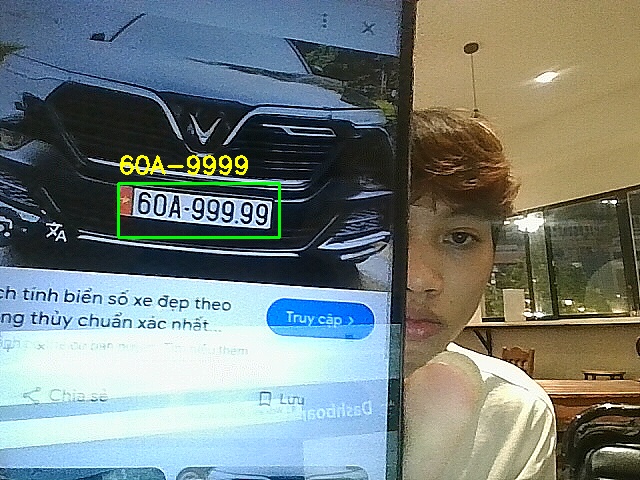 60A-9999
60A-999.99
ch tính biển số xe đẹp theo
ng thủy chuẩn xác nhất...
Truy cập >
Chia sẻ
Lưu
Dashboar